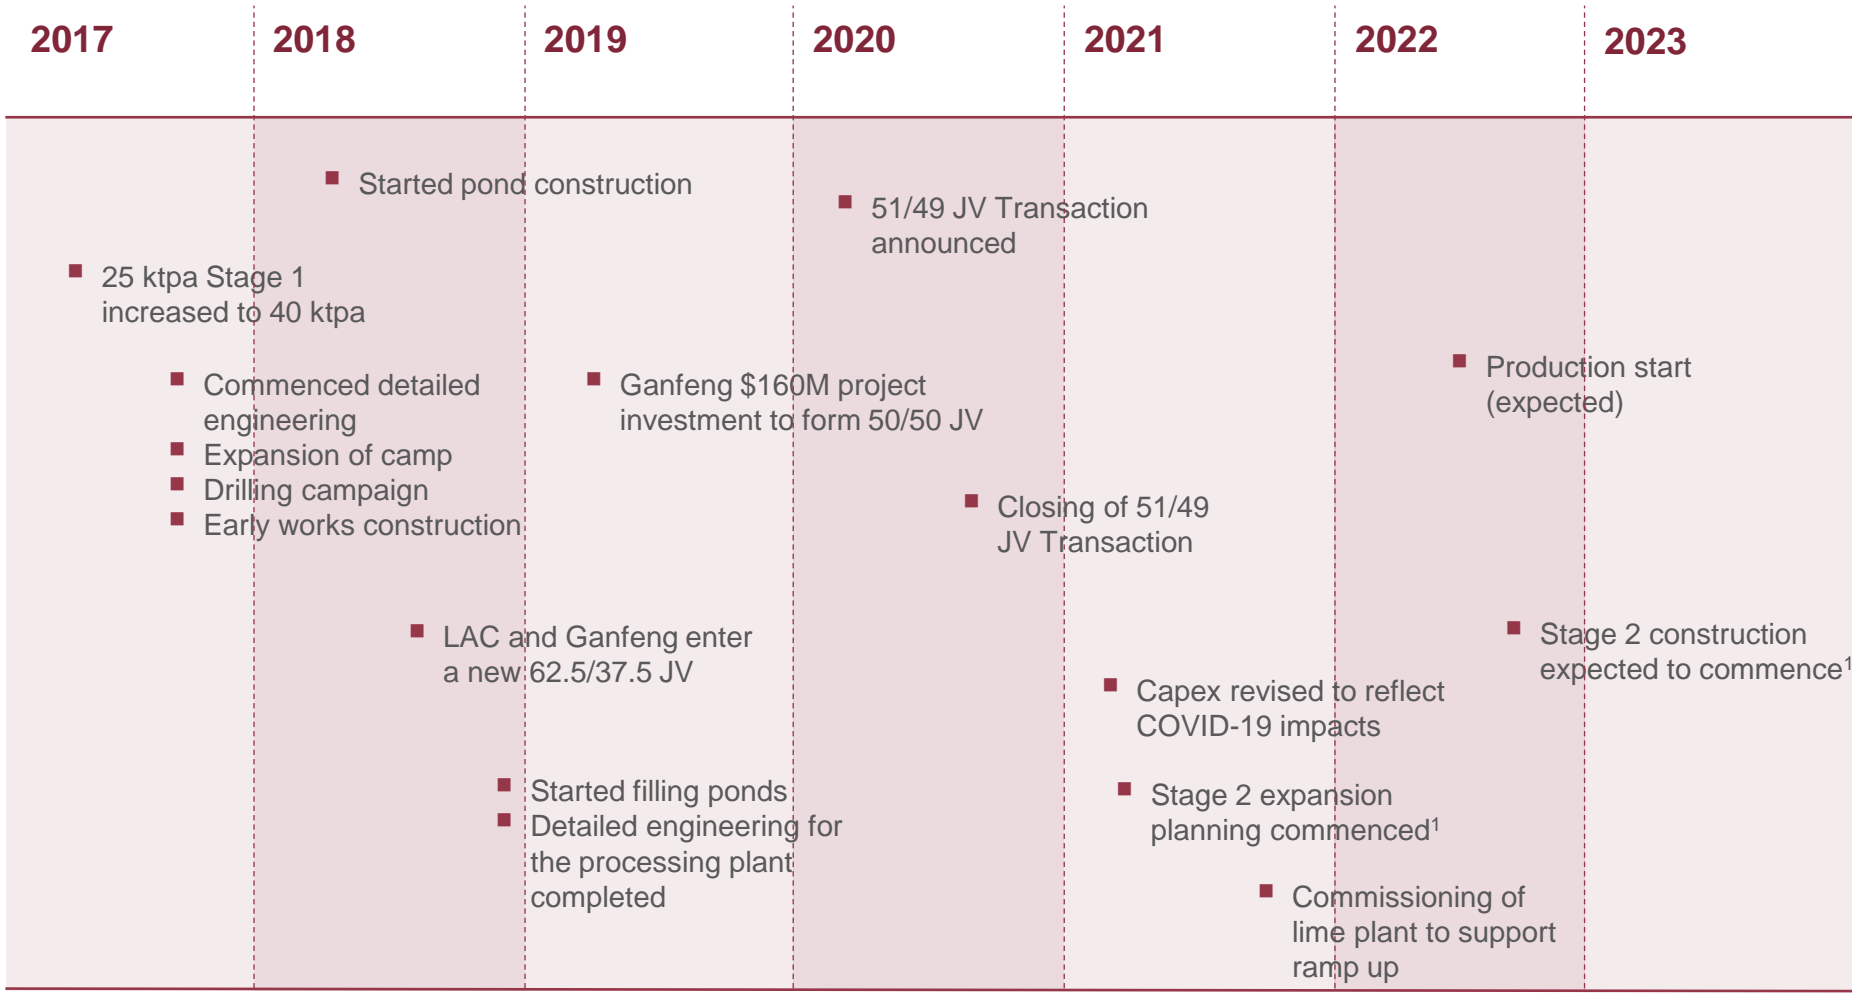 2017
2018
2019
2020
2021
2022
2023
Started pond construction
51/49 JV Transaction
announced
25 ktpa Stage 1
increased to 40 ktpa
Commenced detailed
engineering
Expansion of camp
Drilling campaign
Early works construction
Ganfeng $160M project
investment to form 50/50 JV
Production start
(expected)
Closing of 51/49
JV Transaction
LAC and Ganfeng enter
a new 62.5/37.5 JV
Stage 2 construction
expected to commence¹
Capex revised to reflect
COVID-19 impacts
Started filling ponds
Detailed engineering for
the processing plant
completed
Stage 2 expansion
planning commenced¹
Commissioning of
lime plant to support
ramp up